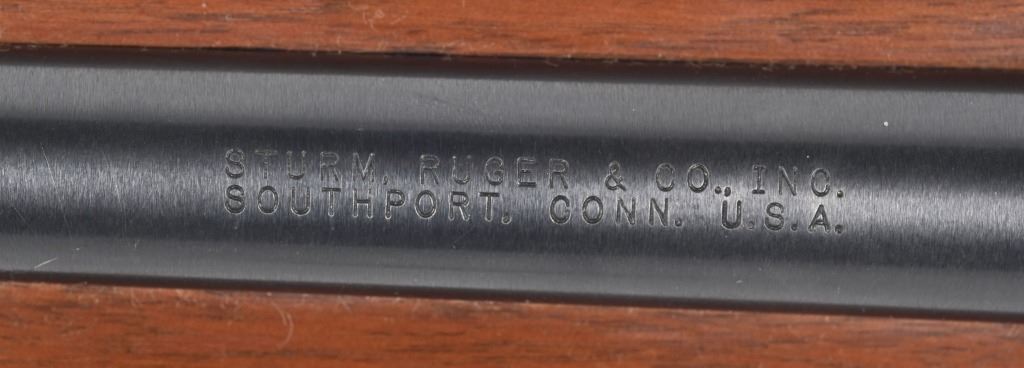 STURM, RUGER & CO., INC.
SOUTHPORT, CONN. U.S.A.